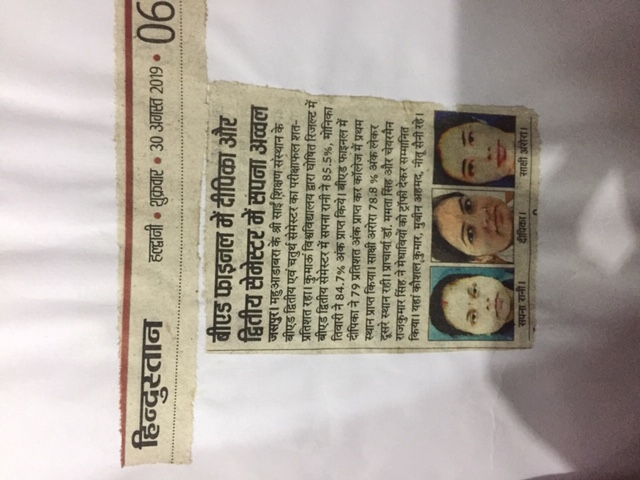 हिन्दुस्तान
हल्द्वानी • शुक्रवार • 30 अगस्त 2019 • 06
बीएड फाइनल में दीपिका और
द्वितीय सेमेस्टर में सपना अव्वल
जसपुर। महुआडाबरा के श्री साई शिक्षण संस्थान के
बीएड द्वितीय एवं चतुर्थ सेमेस्टर का परीक्षाफल शत-
प्रतिशत रहा। कुमाऊं विश्वविद्यालय द्वारा घोषित रिजल्ट में
बीएड द्वितीय सेमेस्टर में सपना रानी ने 85.5%, मोनिका
तिवारी ने 84.7% अंक प्राप्त किये। बीएड फाइनल में
दीपिका ने 79 प्रतिशत अंक प्राप्त कर कॉलेज में प्रथम
स्थान प्राप्त किया। साक्षी अरोरा 78.8 % अंक लेकर
दूसरे स्थान रही। प्राचार्या डॉ. ममता सिंह और चेयरमैन
राजकुमार सिंह ने मेधावियों को ट्रॉफी देकर सम्मानित
किया। यहां कौशल कुमार, मुबीन अहमद, नीतू सैनी रहे।
सपना रानी। दीपिका। साक्षी अरोरा।